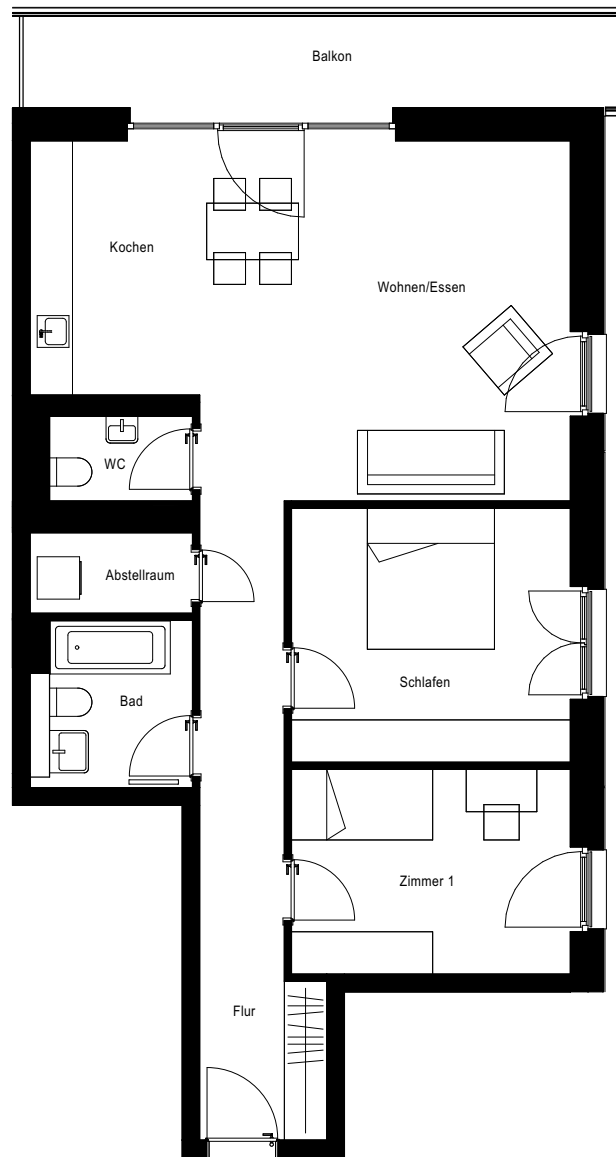 Balkon
Kochen
Wohnen/Essen
WC
Abstellraum
Schlafen
Bad
Zimmer 1
Flur